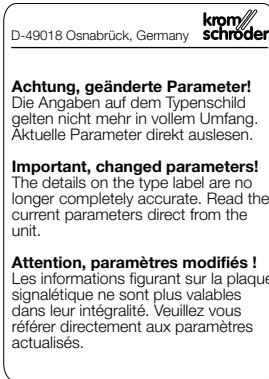 D-49018 Osnabrück, Germany krom//
schroder
Achtung, geänderte Parameter!
Die Angaben auf dem Typenschild
gelten nicht mehr in vollem Umfang.
Aktuelle Parameter direkt auslesen.
Important, changed parameters!
The details on the type label are no
longer completely accurate. Read the
current parameters direct from the
unit.
Attention, paramètres modifiés !
Les informations figurant sur la plaque
signalétique ne sont plus valables
dans leur intégralité. Veuillez vous
référer directement aux paramètres
actualisés.